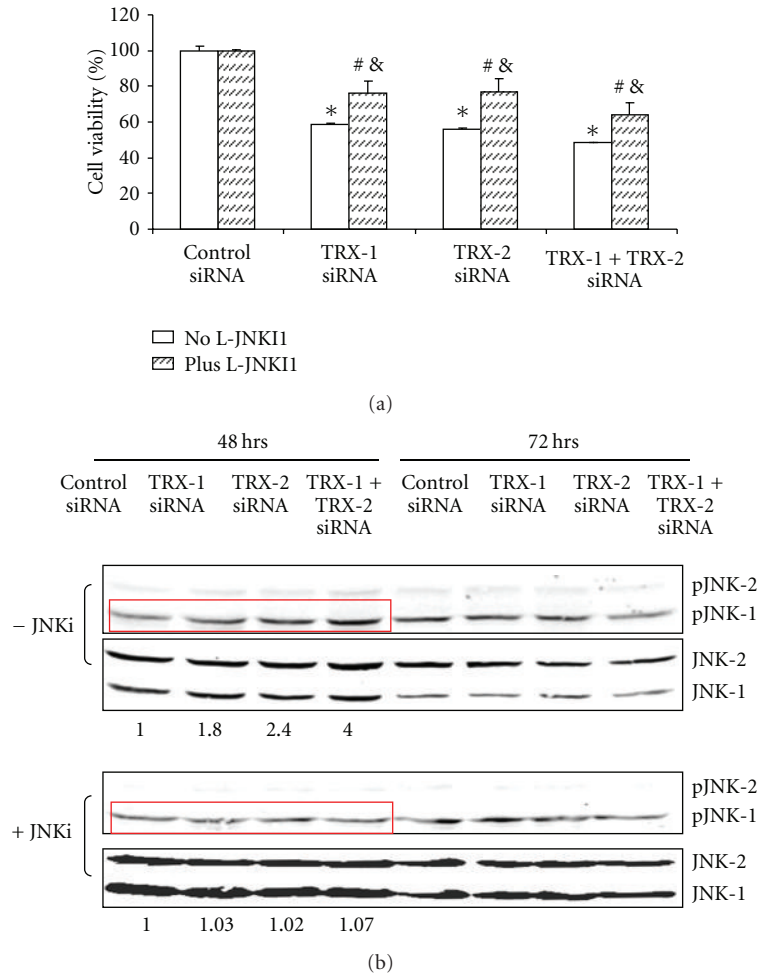 120
100
80
60
40
20
0
Cell viability (%)
# &
# &
# &
*
*
*
Control
siRNA
TRX-1
siRNA
TRX-2
siRNA
TRX-1 + TRX-2
siRNA
No L-JNKI1
Plus L-JNKI1
(a)
48 hrs
72 hrs
Control
siRNA
TRX-1
siRNA
TRX-2
siRNA
TRX-1 +
TRX-2
siRNA
Control
siRNA
TRX-1
siRNA
TRX-2
siRNA
TRX-1 +
TRX-2
siRNA
− JNKi
pJNK-2
pJNK-1
JNK-2
JNK-1
1 1.8 2.4 4
+ JNKi
pJNK-2
pJNK-1
JNK-2
JNK-1
1 1.03 1.02 1.07
(b)